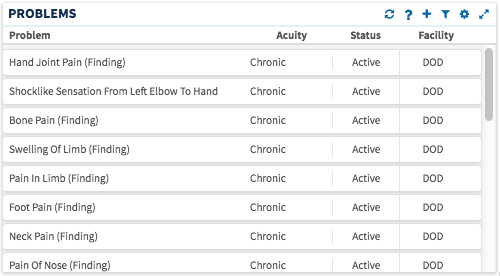 PROBLEMS
Problem Acuity Status Facility
Hand Joint Pain (Finding) Chronic Active DOD
Shocklike Sensation From Left Elbow To Hand Chronic Active DOD
Bone Pain (Finding) Chronic Active DOD
Swelling Of Limb (Finding) Chronic Active DOD
Pain In Limb (Finding) Chronic Active DOD
Foot Pain (Finding) Chronic Active DOD
Neck Pain (Finding) Chronic Active DOD
Pain Of Nose (Finding) Chronic Active DOD